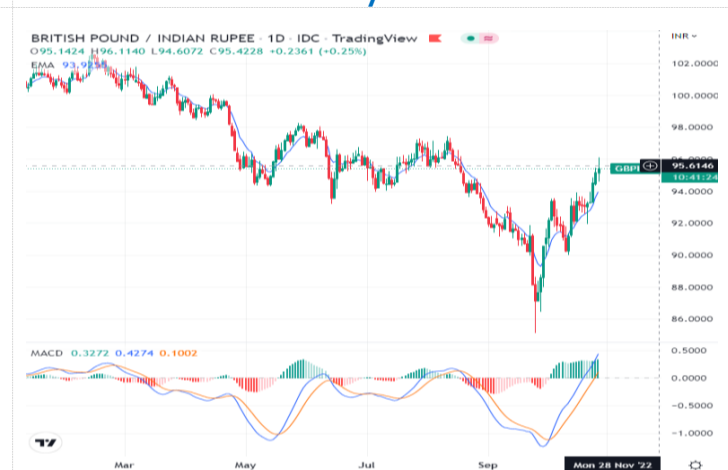 BRITISH POUND / INDIAN RUPEE · 1D · IDC · TradingView
INR
O95.1424 H96.1140 L94.6072 C95.4228 +0.2361 (+0.25%)
EMA
102.0000
100.0000
98.0000
95.6146
10:41:24
94.0000
92.0000
90.0000
88.0000
86.0000
MACD 0.3272 0.4274 0.1002
0.5000
0.0000
-0.5000
-1.0000
Mar May Jul Sep Mon 28 Nov '22